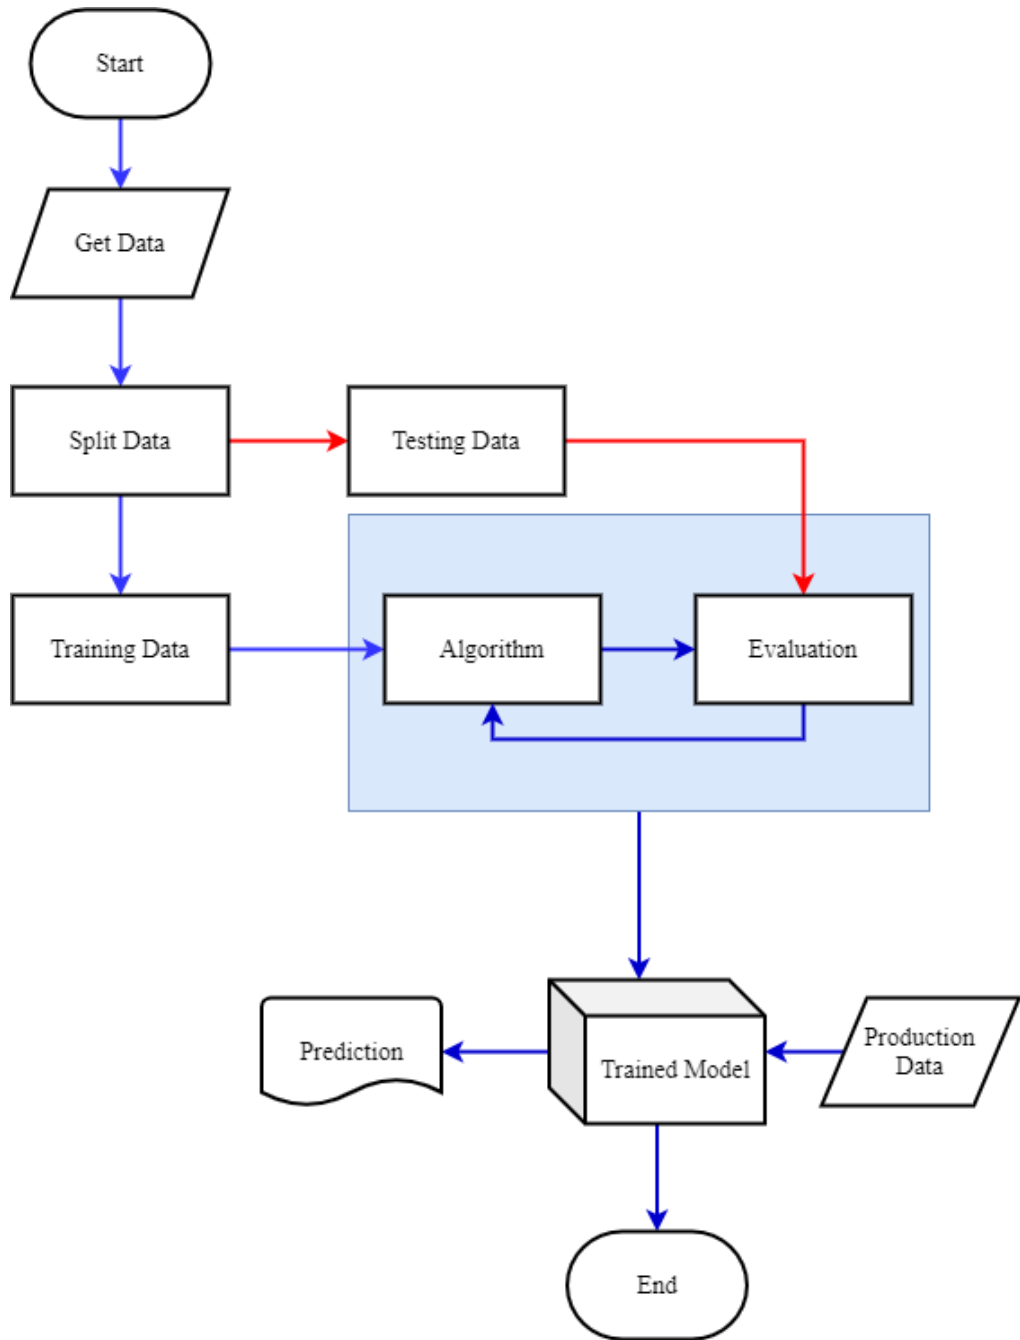 Start
Get Data
Split Data
Testing Data
Training Data
Algorithm
Evaluation
Prediction
Trained Model
Production
Data
End